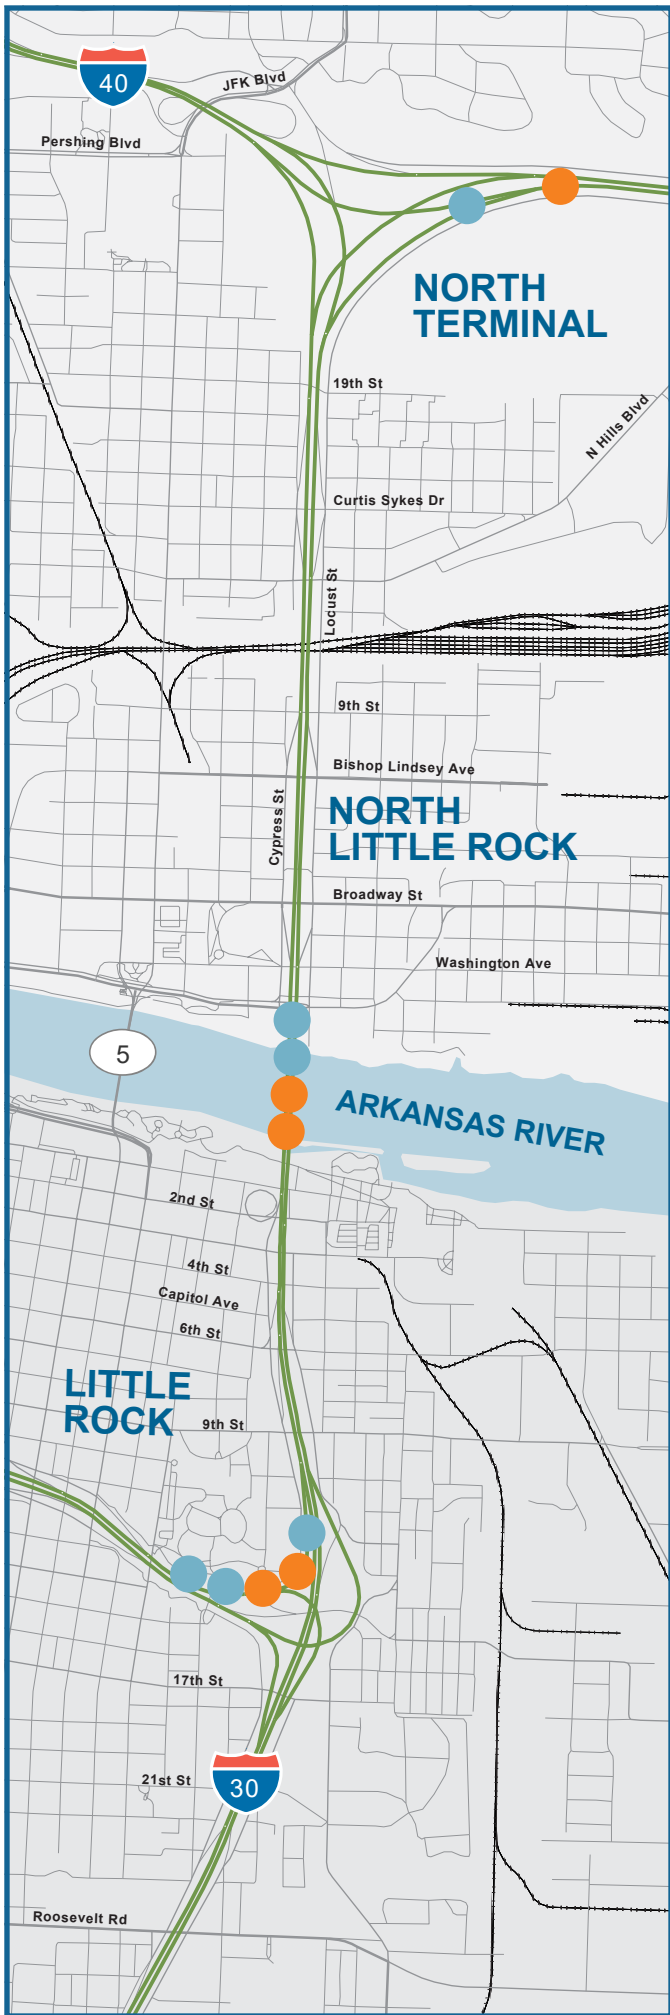 40
JFK Blvd
Pershing Blvd
NORTH
TERMINAL
19th St
N Hills Blvd
Curtis Sykes Dr
Locust St
9th St
Bishop Lindsey Ave
Cypress St
NORTH
LITTLE ROCK
Broadway St
Washington Ave
5
ARKANSAS RIVER
2nd St
4th St
Capitol Ave
6th St
LITTLE
ROCK
9th St
17th St
21st St
30
Roosevelt Rd